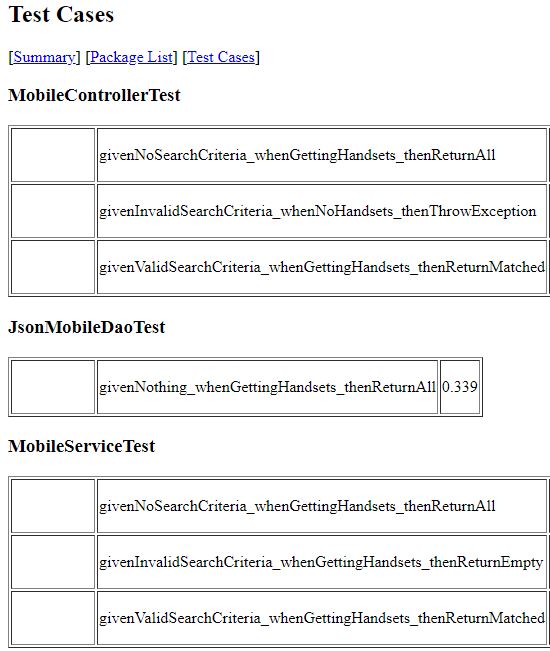 Test Cases
[Summary] [Package List] [Test Cases]
MobileControllerTest
givenNoSearchCriteria_whenGettingHandsets_thenReturnAll
givenInvalidSearchCriteria_whenNoHandsets_thenThrowException
givenValidSearchCriteria_whenGettingHandsets_thenReturnMatched
JsonMobileDaoTest
givenNothing_whenGettingHandsets_thenReturnAll 0.339
MobileServiceTest
givenNoSearchCriteria_whenGettingHandsets_thenReturnAll
givenInvalidSearchCriteria_whenGettingHandsets_thenReturnEmpty
givenValidSearchCriteria_whenGettingHandsets_thenReturnMatched